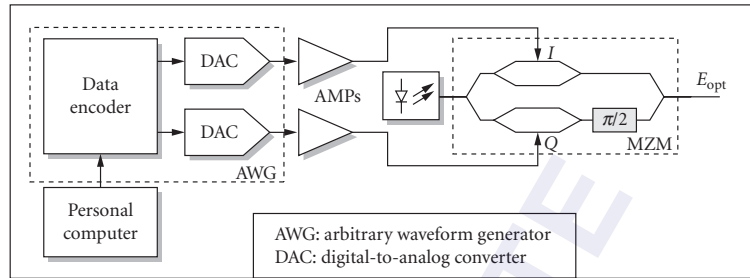 Data
encoder
DAC
DAC
AWG
AMPs
I
Q
π/2
MZM
E_opt
Personal
computer
AWG: arbitrary waveform generator
DAC: digital-to-analog converter
TE